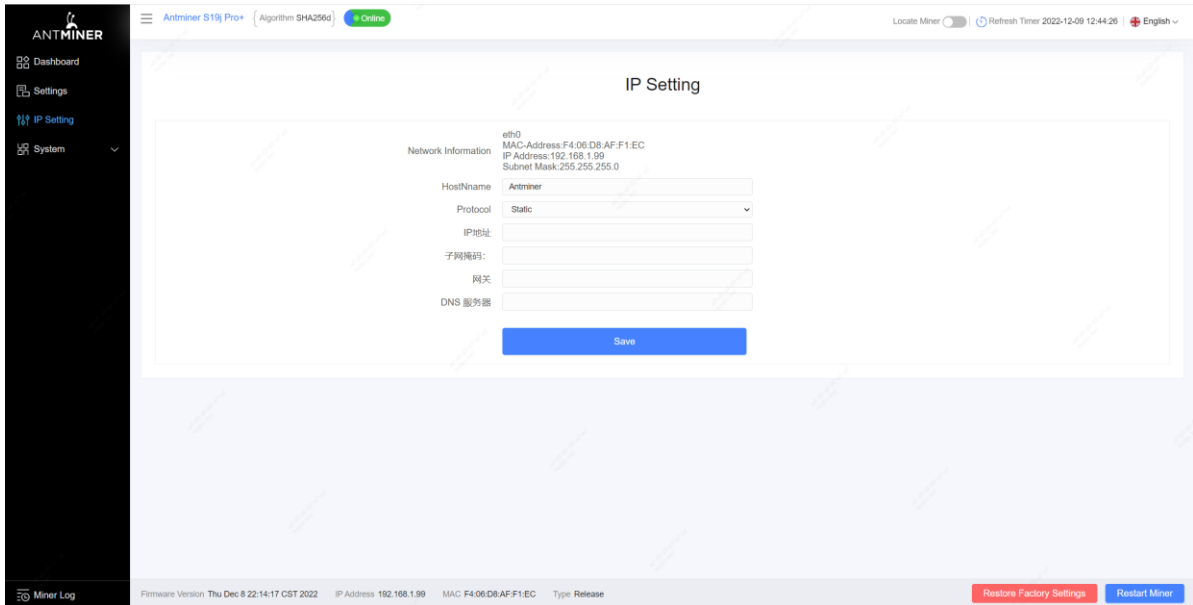 ANTMINER
Antminer S19j Pro+ { Algorithm SHA256d } Online
Locate Miner Refresh Timer 2022-12-09 12:44:26 English
Dashboard
Settings
IP Setting
System
IP Setting
Network Information
eth0
MAC-Address:F4:06:D8:AF:F1:EC
IP Address:192.168.1.99
Subnet Mask:255.255.255.0
HostNname Antminer
Protocol Static
IP地址
子网掩码:
网关
DNS 服务器
Save
Miner Log
Firmware Version Thu Dec 8 22:14:17 CST 2022 IP Address 192.168.1.99 MAC F4:06:D8:AF:F1:EC Type Release
Restore Factory Settings Restart Miner